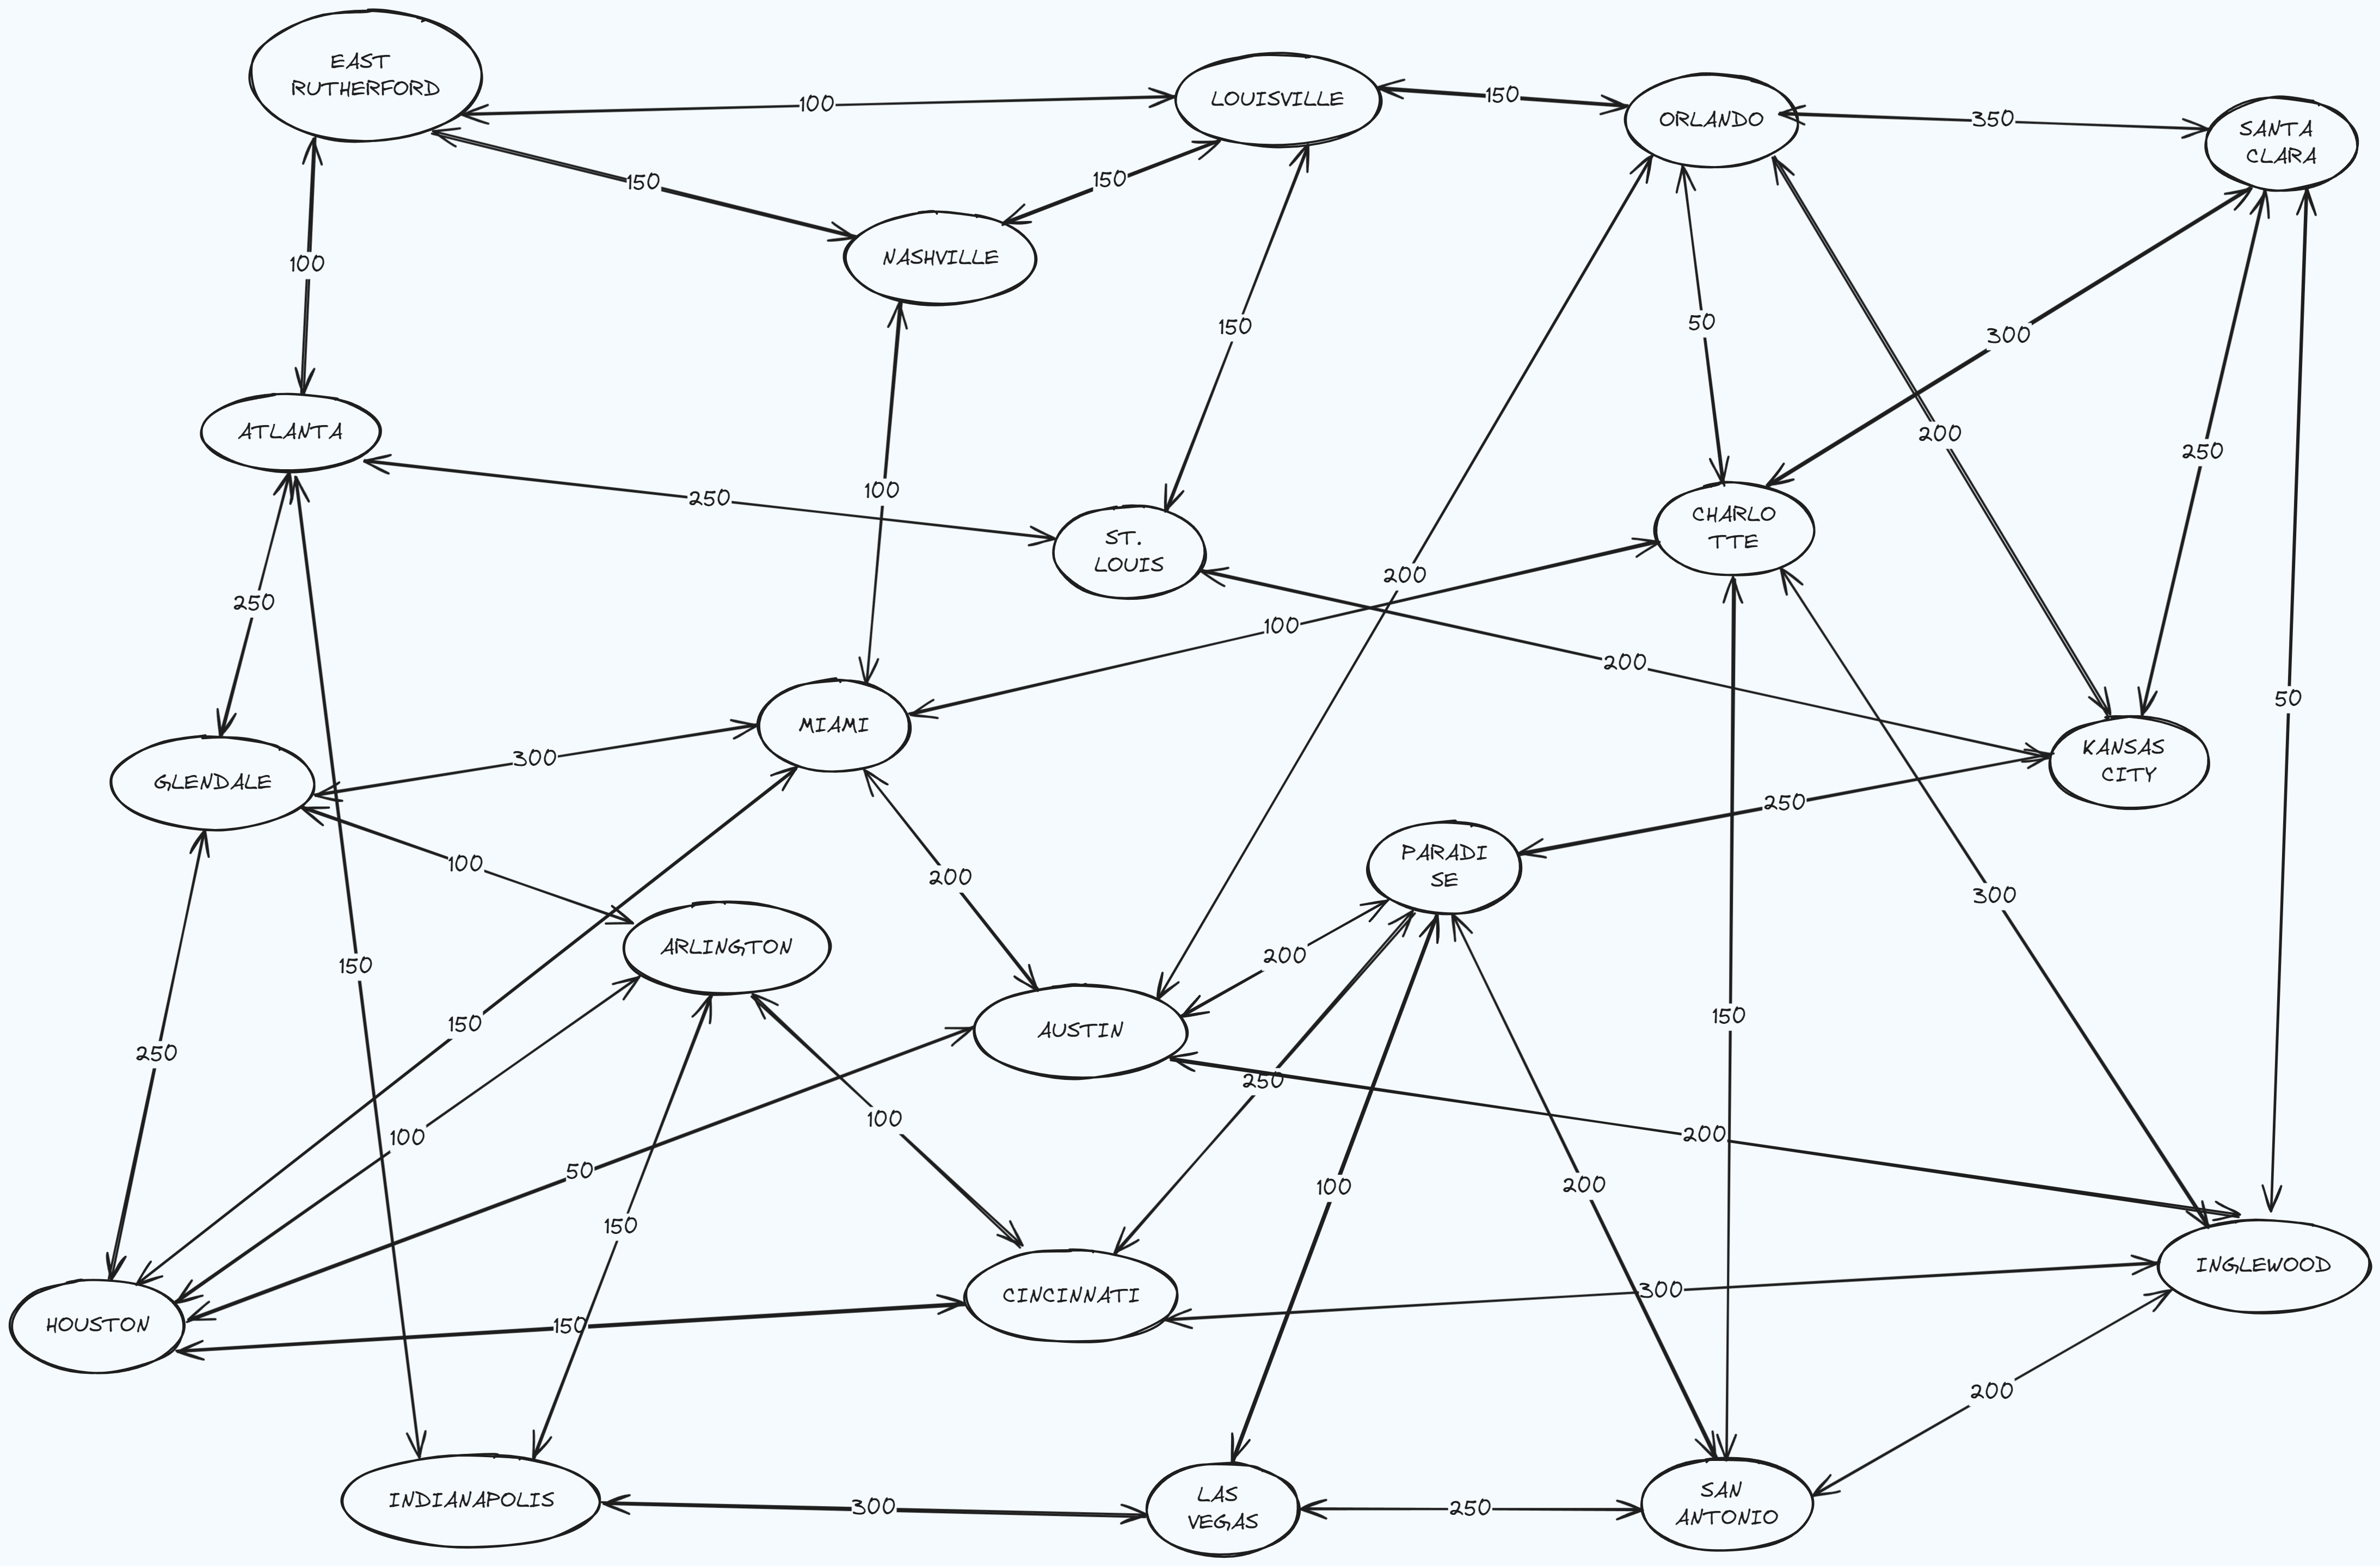 EAST
RUTHERFORD
LOUISVILLE
150
ORLANDO
350
SANTA
CLARA
100
150
150
NASHVILLE
100
150
50
300
ATLANTA
200
250
250
100
ST.
LOUIS
CHARLO
TTE
200
250
100
200
50
MIAMI
300
GLENDALE
KANSAS
CITY
250
100
200
PARADI
SE
300
ARLINGTON
200
150
150
150
AUSTIN
250
250
100
100
200
50
100
200
150
300
INGLEWOOD
CINCINNATI
HOUSTON
150
200
INDIANAPOLIS
300
LAS
VEGAS
250
SAN
ANTONIO